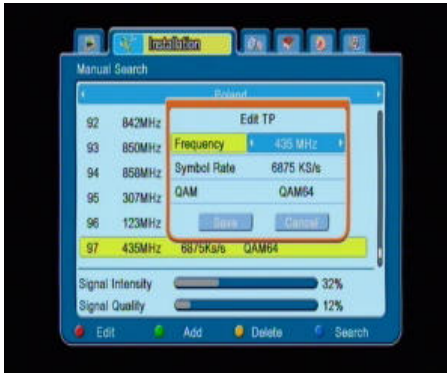 Installation
Manual Search
Poland
92 842MHz
93 850MHz
94 858MHz
95 307MHz
96 123MHz
97 435MHz 6875Ks/s QAM64
Edit TP
Frequency 435 MHz
Symbol Rate 6875 KS/s
QAM QAM64
Save Cancel
Signal Intensity 32%
Signal Quality 12%
Edit Add Delete Search